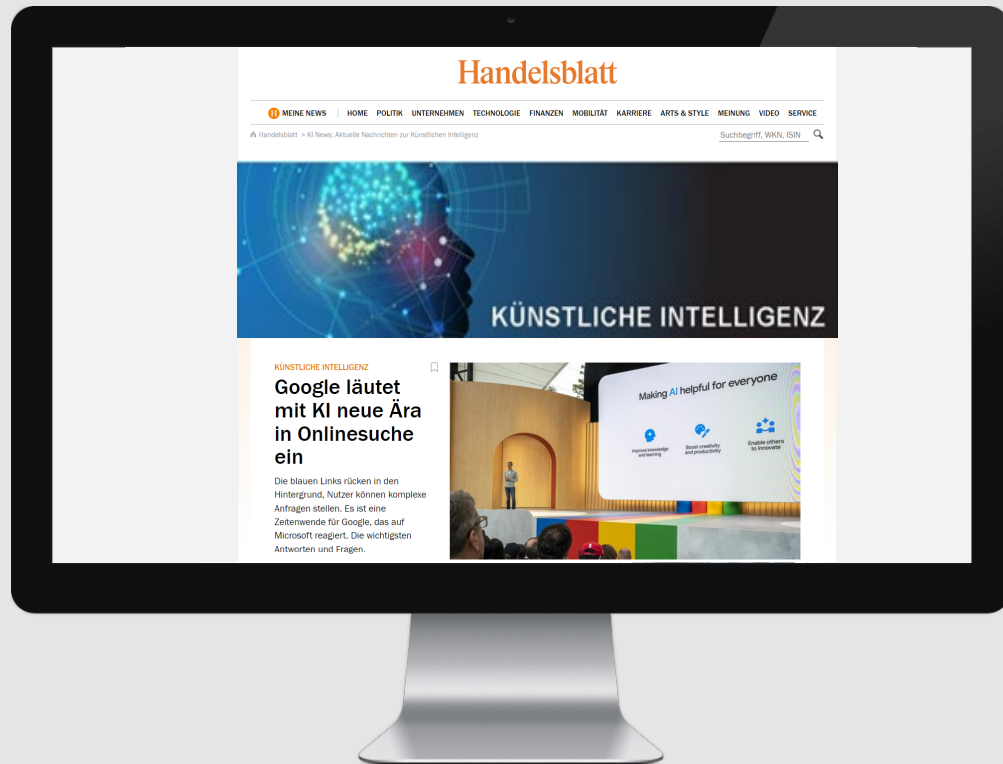 Handelsblatt
H MEINE NEWS | HOME POLITIK UNTERNEHMEN TECHNOLOGIE FINANZEN MOBILITÄT KARRIERE ARTS & STYLE MEINUNG VIDEO SERVICE
Handelsblatt > KI News: Aktuelle Nachrichten zur Künstlichen Intelligenz
Suchbegriff, WKN, ISIN
KÜNSTLICHE INTELLIGENZ
KÜNSTLICHE INTELLIGENZ
Google läutet
mit KI neue Ära
in Onlinesuche
ein
Die blauen Links rücken in den
Hintergrund, Nutzer können komplexe
Anfragen stellen. Es ist eine
Zeitenwende für Google, das auf
Microsoft reagiert. Die wichtigsten
Antworten und Fragen.
Making AI helpful for everyone
Improve knowledge
and learning
Boost creativity
and productivity
Enable others
to innovate